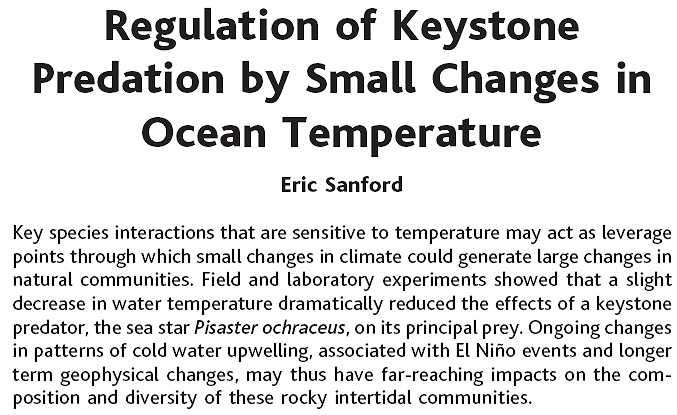 Regulation of Keystone
Predation by Small Changes in
Ocean Temperature
Eric Sanford
Key species interactions that are sensitive to temperature may act as leverage
points through which small changes in climate could generate large changes in
natural communities. Field and laboratory experiments showed that a slight
decrease in water temperature dramatically reduced the effects of a keystone
predator, the sea star Pisaster ochraceus, on its principal prey. Ongoing changes
in patterns of cold water upwelling, associated with El Niño events and longer
term geophysical changes, may thus have far-reaching impacts on the com-
position and diversity of these rocky intertidal communities.